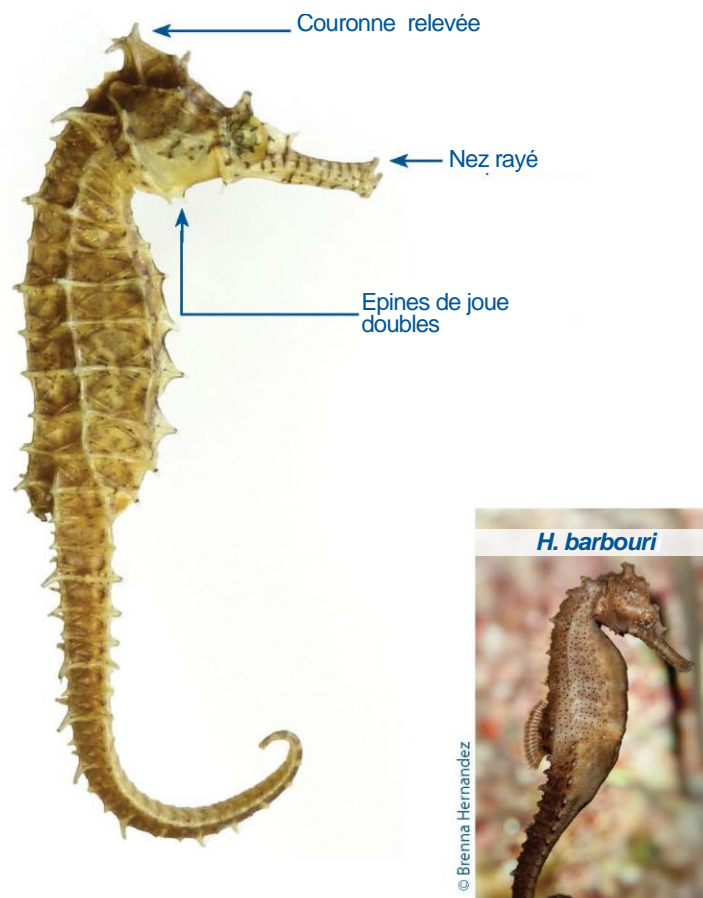 Couronne relevée
Nez rayé
Epines de joue
doubles
H. barbouri
© Brenna Hernandez